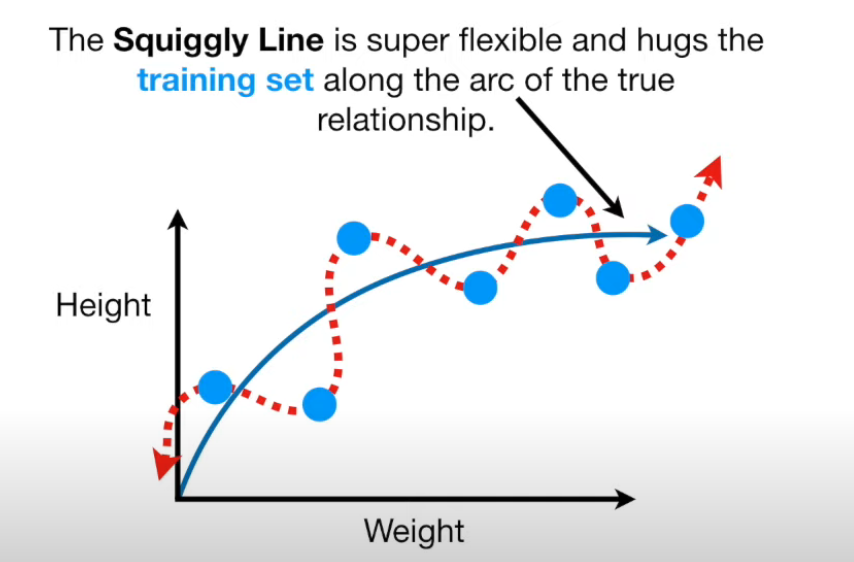 The Squiggly Line is super flexible and hugs the
training set along the arc of the true
relationship.
Height
Weight